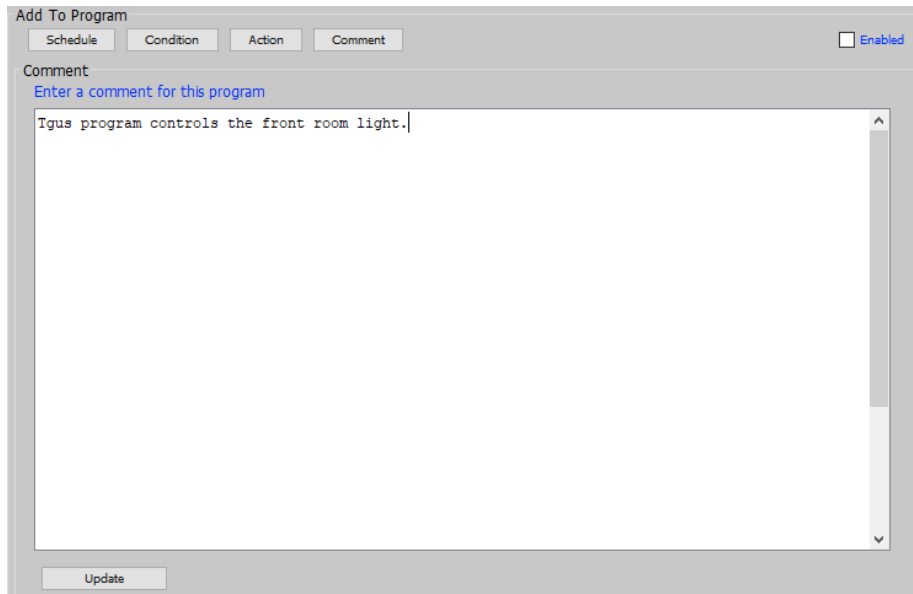 Add To Program
Schedule Condition Action Comment Enabled
Comment
Enter a comment for this program
Tgus program controls the front room light.
Update